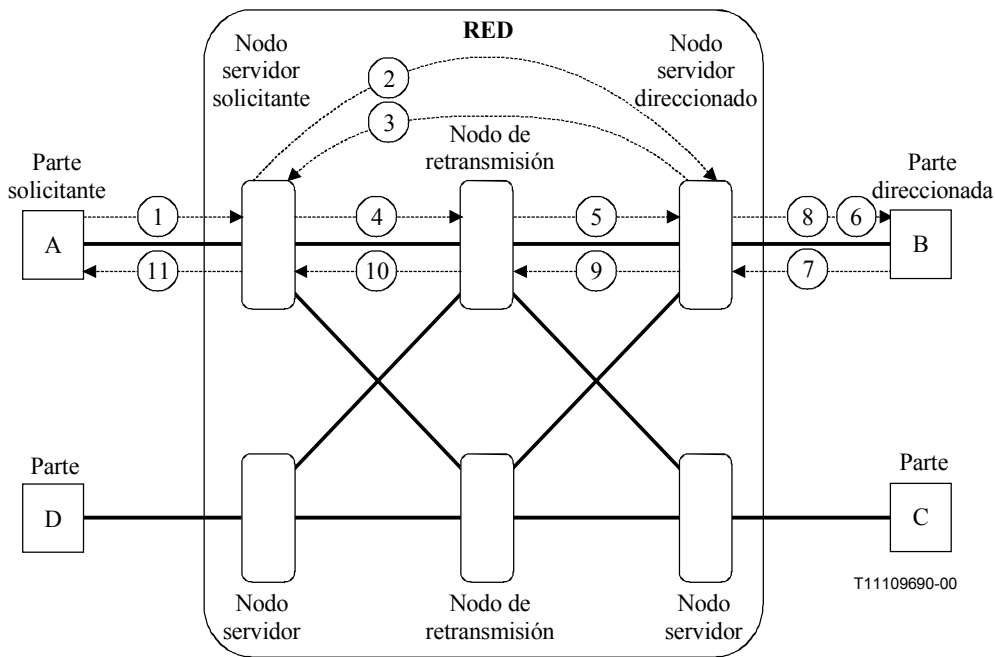 RED
Nodo
servidor
solicitante
Nodo
servidor
direccionado
2
3
Nodo de
retransmisión
Parte
solicitante
Parte
direccionada
1
4
5
8
6
A
B
11
10
9
7
Parte
D
Parte
C
T11109690-00
Nodo
servidor
Nodo de
retransmisión
Nodo
servidor